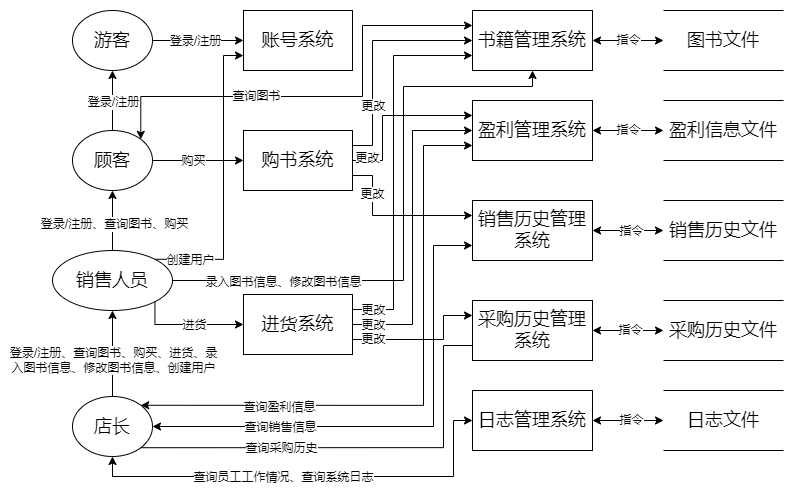 游客
登录/注册
账号系统
书籍管理系统
指令
图书文件
登录/注册
查询图书
更改
顾客
购买
购书系统
更改
盈利管理系统
指令
盈利信息文件
更改
登录/注册、查询图书、购买
创建用户
销售历史管理
系统
指令
销售历史文件
销售人员
录入图书信息、修改图书信息
进货
进货系统
更改
更改
更改
采购历史管理
系统
指令
采购历史文件
登录/注册、查询图书、购买、进货、录
入图书信息、修改图书信息、创建用户
店长
查询盈利信息
查询销售信息
查询采购历史
日志管理系统
指令
日志文件
查询员工工作情况、查询系统日志